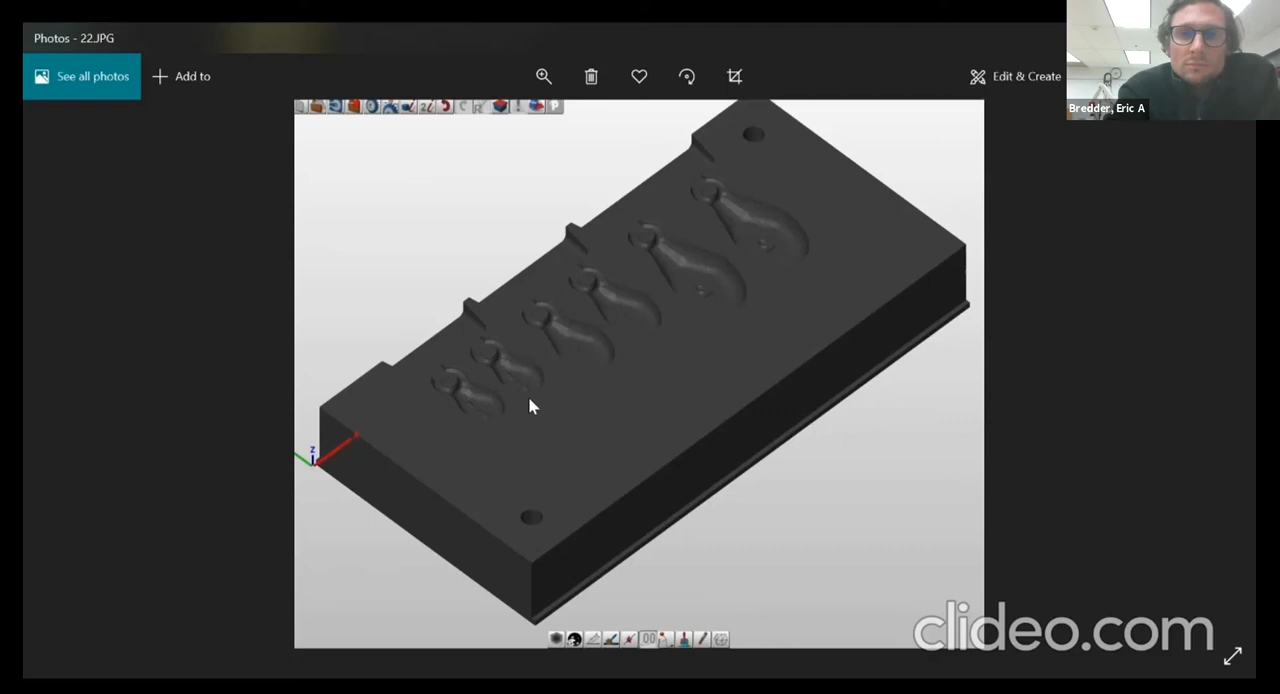 Photos - 22.JPG
See all photos
Add to
Edit & Create
Bredder, Eric A
z
clideo.com